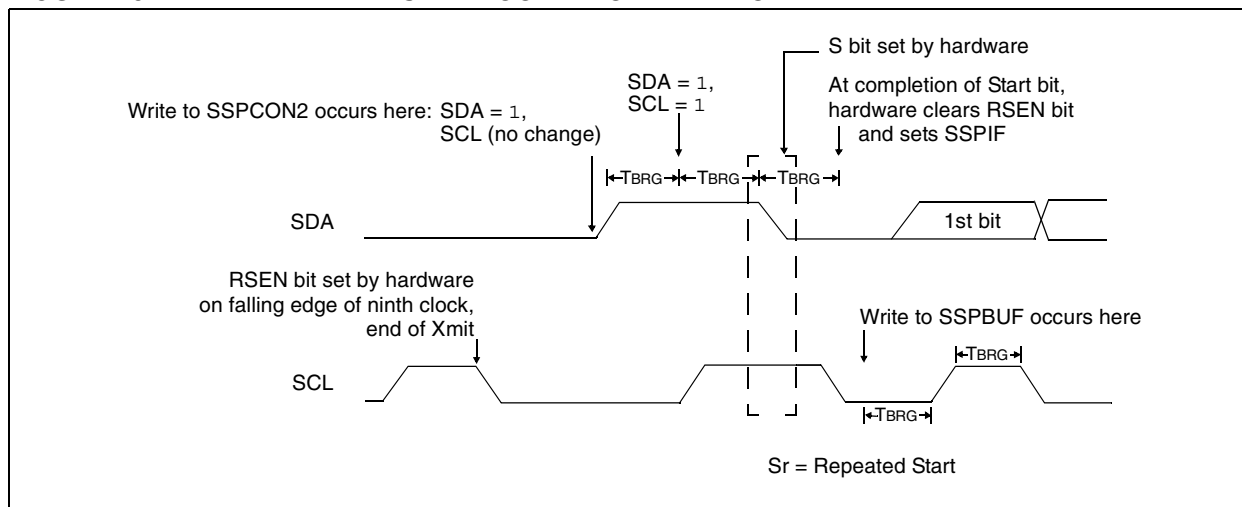 S bit set by hardware
SDA = 1,
SCL = 1
At completion of Start bit,
hardware clears RSEN bit
and sets SSPIF
Write to SSPCON2 occurs here: SDA = 1,
SCL (no change)
TBRG
TBRG
TBRG
SDA
1st bit
RSEN bit set by hardware
on falling edge of ninth clock,
end of Xmit
Write to SSPBUF occurs here
TBRG
SCL
TBRG
Sr = Repeated Start